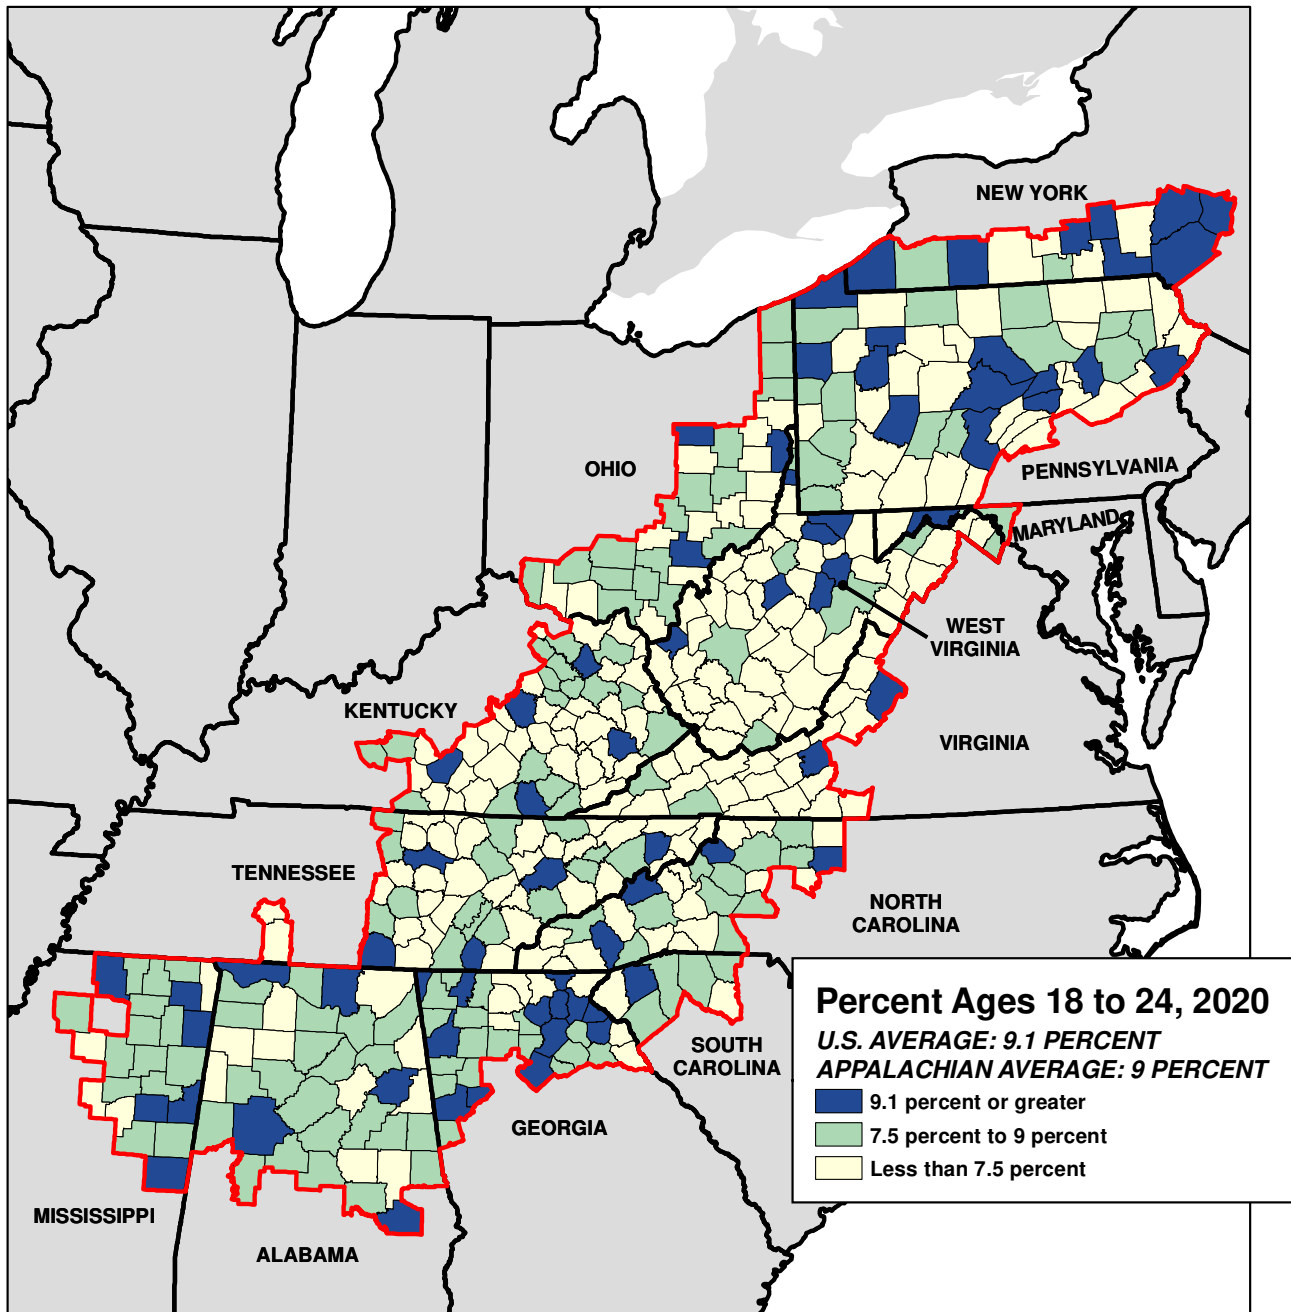 NEW YORK
OHIO
PENNSYLVANIA
MARYLAND
WEST
VIRGINIA
KENTUCKY
VIRGINIA
TENNESSEE
NORTH
CAROLINA
SOUTH
CAROLINA
GEORGIA
MISSISSIPPI
ALABAMA
Percent Ages 18 to 24, 2020
U.S. AVERAGE: 9.1 PERCENT
APPALACHIAN AVERAGE: 9 PERCENT
9.1 percent or greater
7.5 percent to 9 percent
Less than 7.5 percent